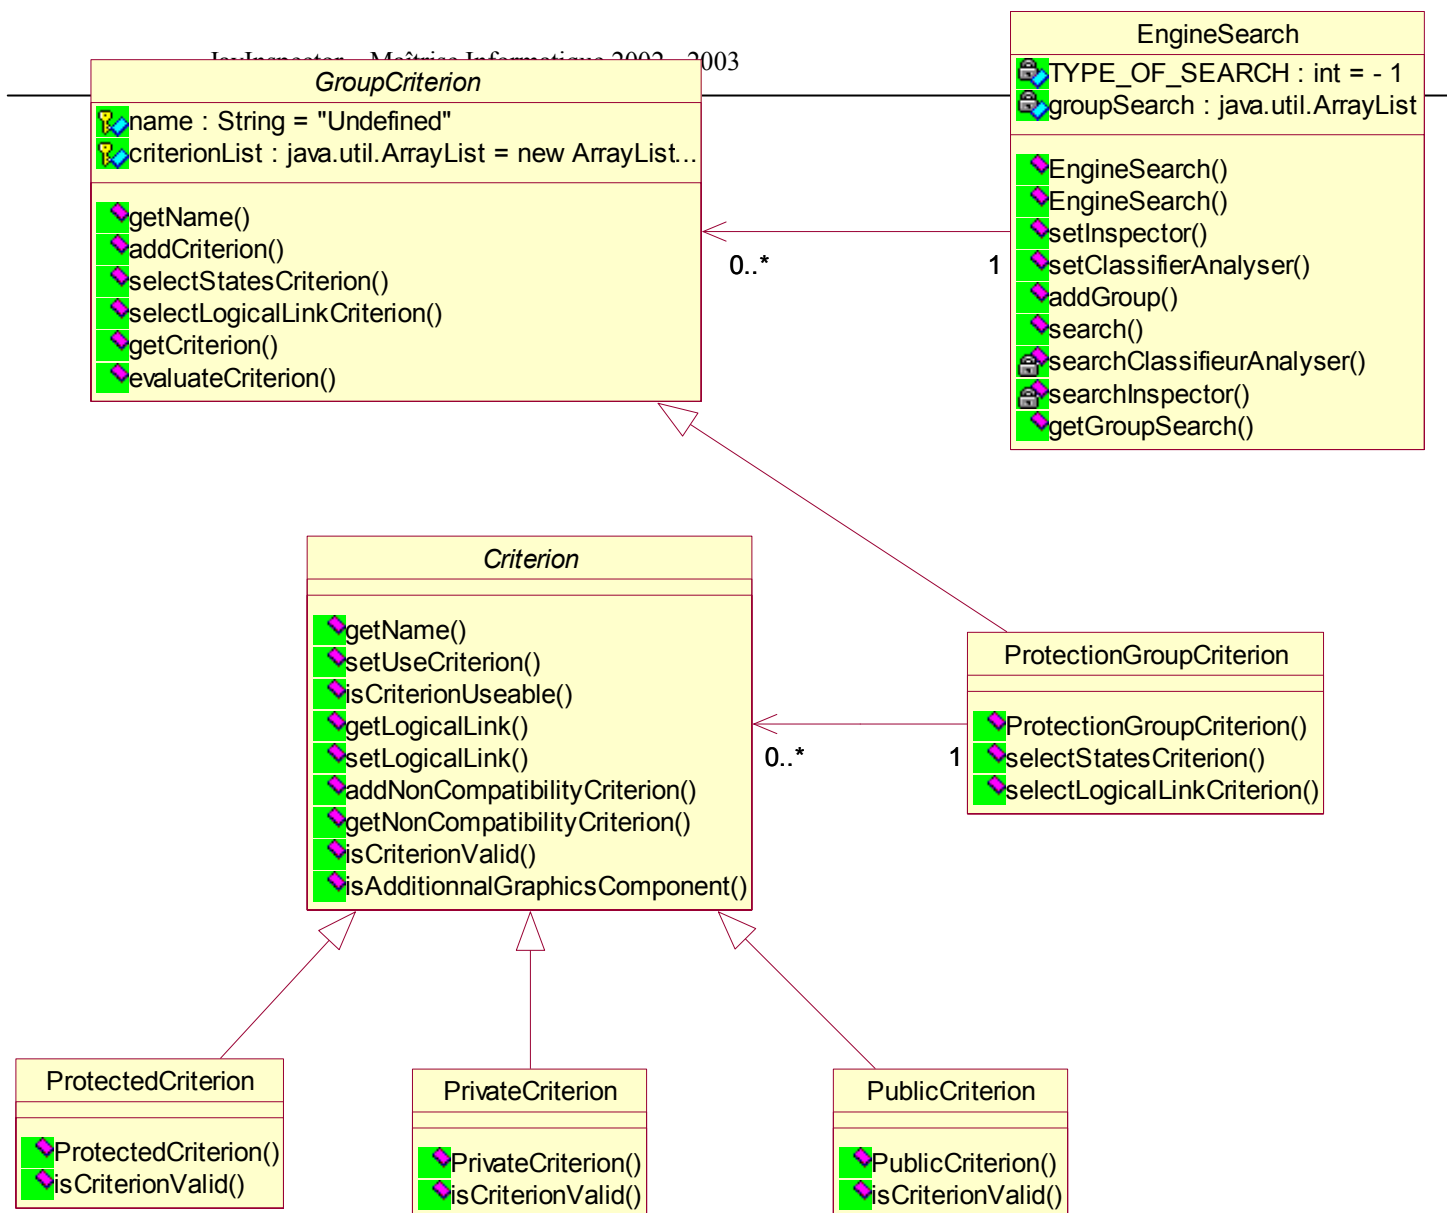 2003
GroupCriterion
name : String = "Undefined"
criterionList : java.util.ArrayList = new ArrayList...
getName()
addCriterion()
selectStatesCriterion()
selectLogicalLinkCriterion()
getCriterion()
evaluateCriterion()
EngineSearch
TYPE_OF_SEARCH : int = - 1
groupSearch : java.util.ArrayList
EngineSearch()
EngineSearch()
setInspector()
setClassifierAnalyser()
addGroup()
search()
searchClassifieurAnalyser()
searchInspector()
getGroupSearch()
0..* 1
Criterion
getName()
setUseCriterion()
isCriterionUseable()
getLogicalLink()
setLogicalLink()
addNonCompatibilityCriterion()
getNonCompatibilityCriterion()
isCriterionValid()
isAdditionnalGraphicsComponent()
0..* 1
ProtectionGroupCriterion
ProtectionGroupCriterion()
selectStatesCriterion()
selectLogicalLinkCriterion()
ProtectedCriterion
ProtectedCriterion()
isCriterionValid()
PrivateCriterion
PrivateCriterion()
isCriterionValid()
PublicCriterion
PublicCriterion()
isCriterionValid()